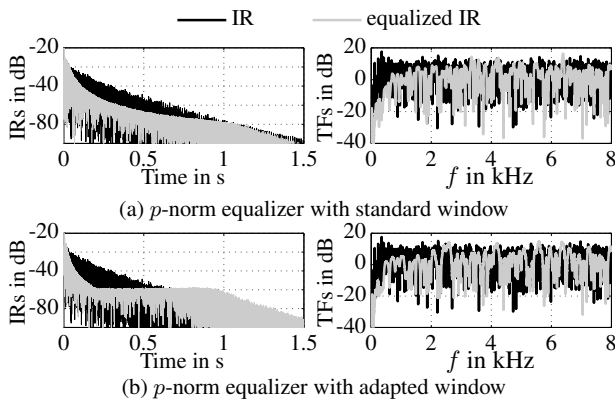 IR equalized IR
IRs in dB
-20
-40
-60
-80
0 0.5 1 1.5
Time in s
TFs in dB
20
0
-20
-40
0 2 4 6 8
f in kHz
(a) p-norm equalizer with standard window
IRs in dB
-20
-40
-60
-80
0 0.5 1 1.5
Time in s
TFs in dB
20
0
-20
-40
0 2 4 6 8
f in kHz
(b) p-norm equalizer with adapted window